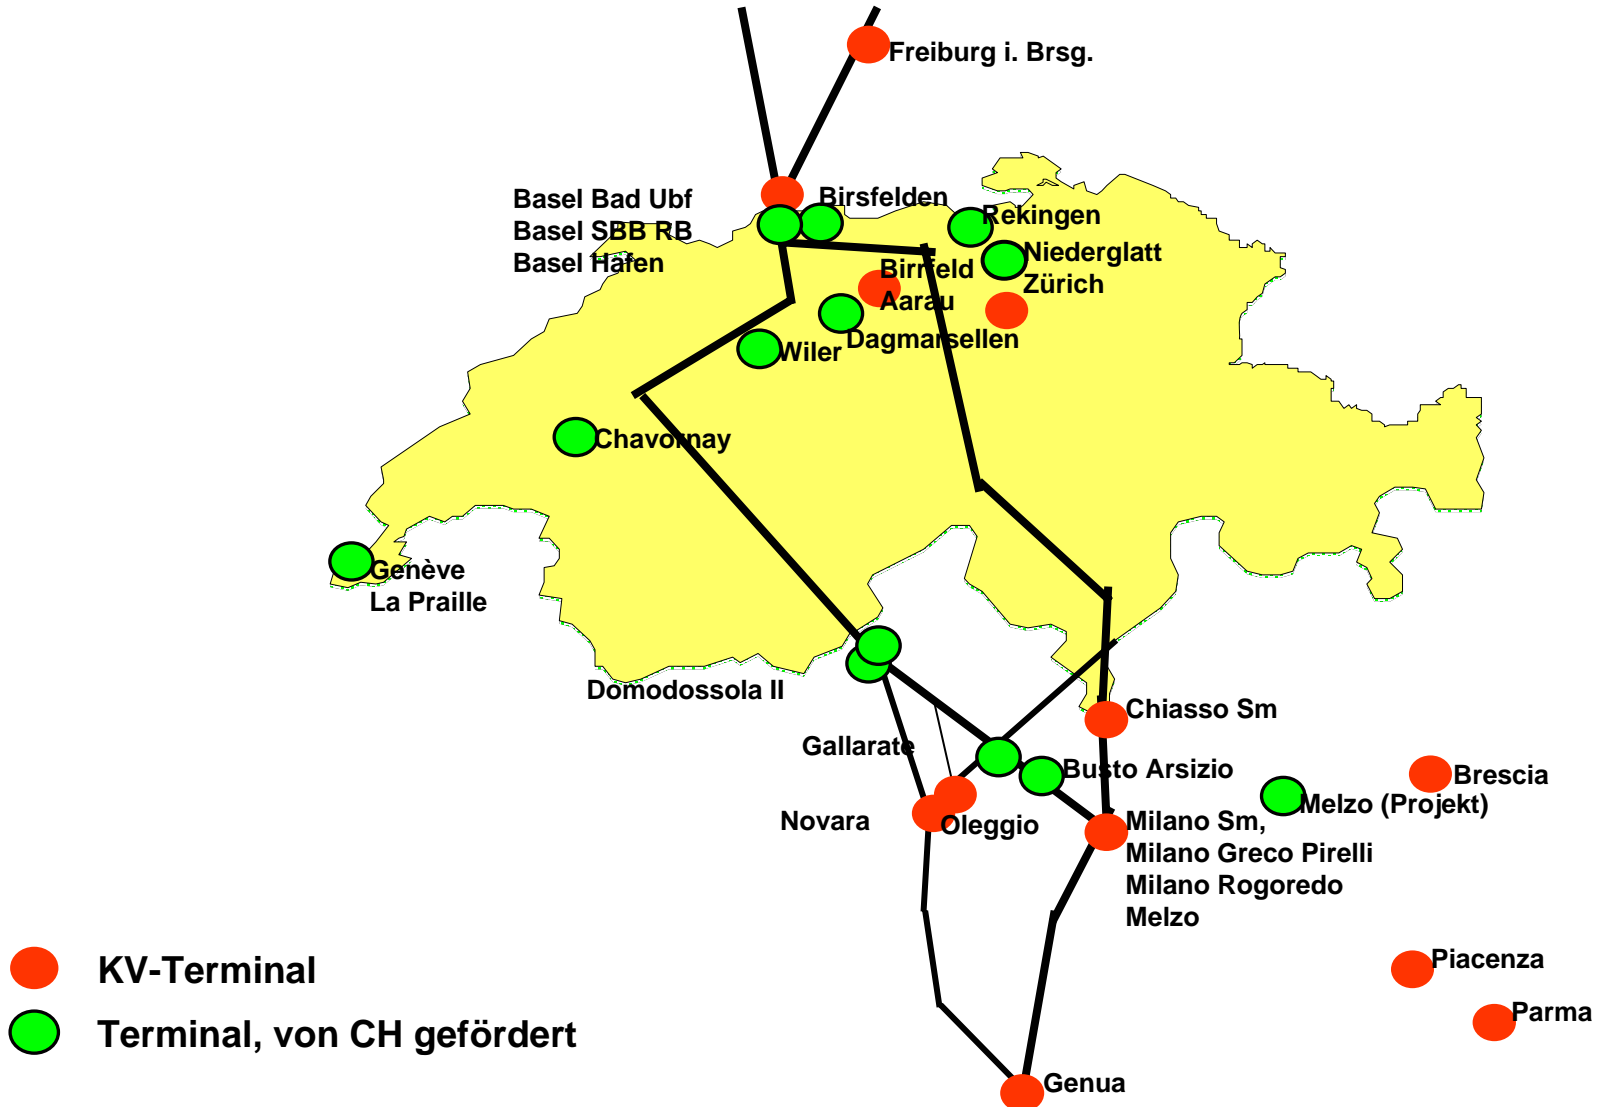 Freiburg i. Brsg.
Basel Bad Ubf
Basel SBB RB
Basel Hafen
Birsfelden
Rekingen
Niederglatt
Zürich
Birrfeld
Aarau
Dagmarsellen
Wiler
Chavornay
Genève
La Praille
Domodossola II
Chiasso Sm
Gallarate
Busto Arsizio
Brescia
Melzo (Projekt)
Novara
Oleggio
Milano Sm,
Milano Greco Pirelli
Milano Rogoredo
Melzo
Piacenza
Parma
Genua
KV-Terminal
Terminal, von CH gefördert